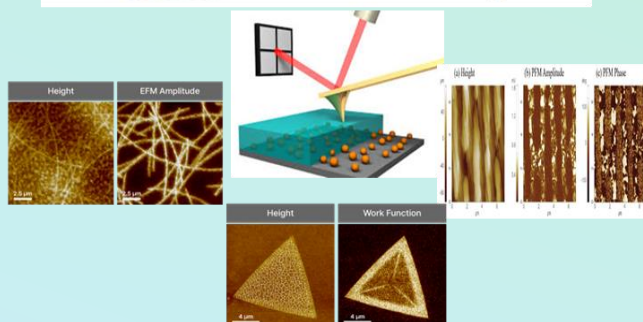 Height
EFM Amplitude
2.5 µm
2.5 µm
(a) Height
(b) PFM Amplitude
(c) PFM Phase
Height
Work Function
4 µm
4 µm